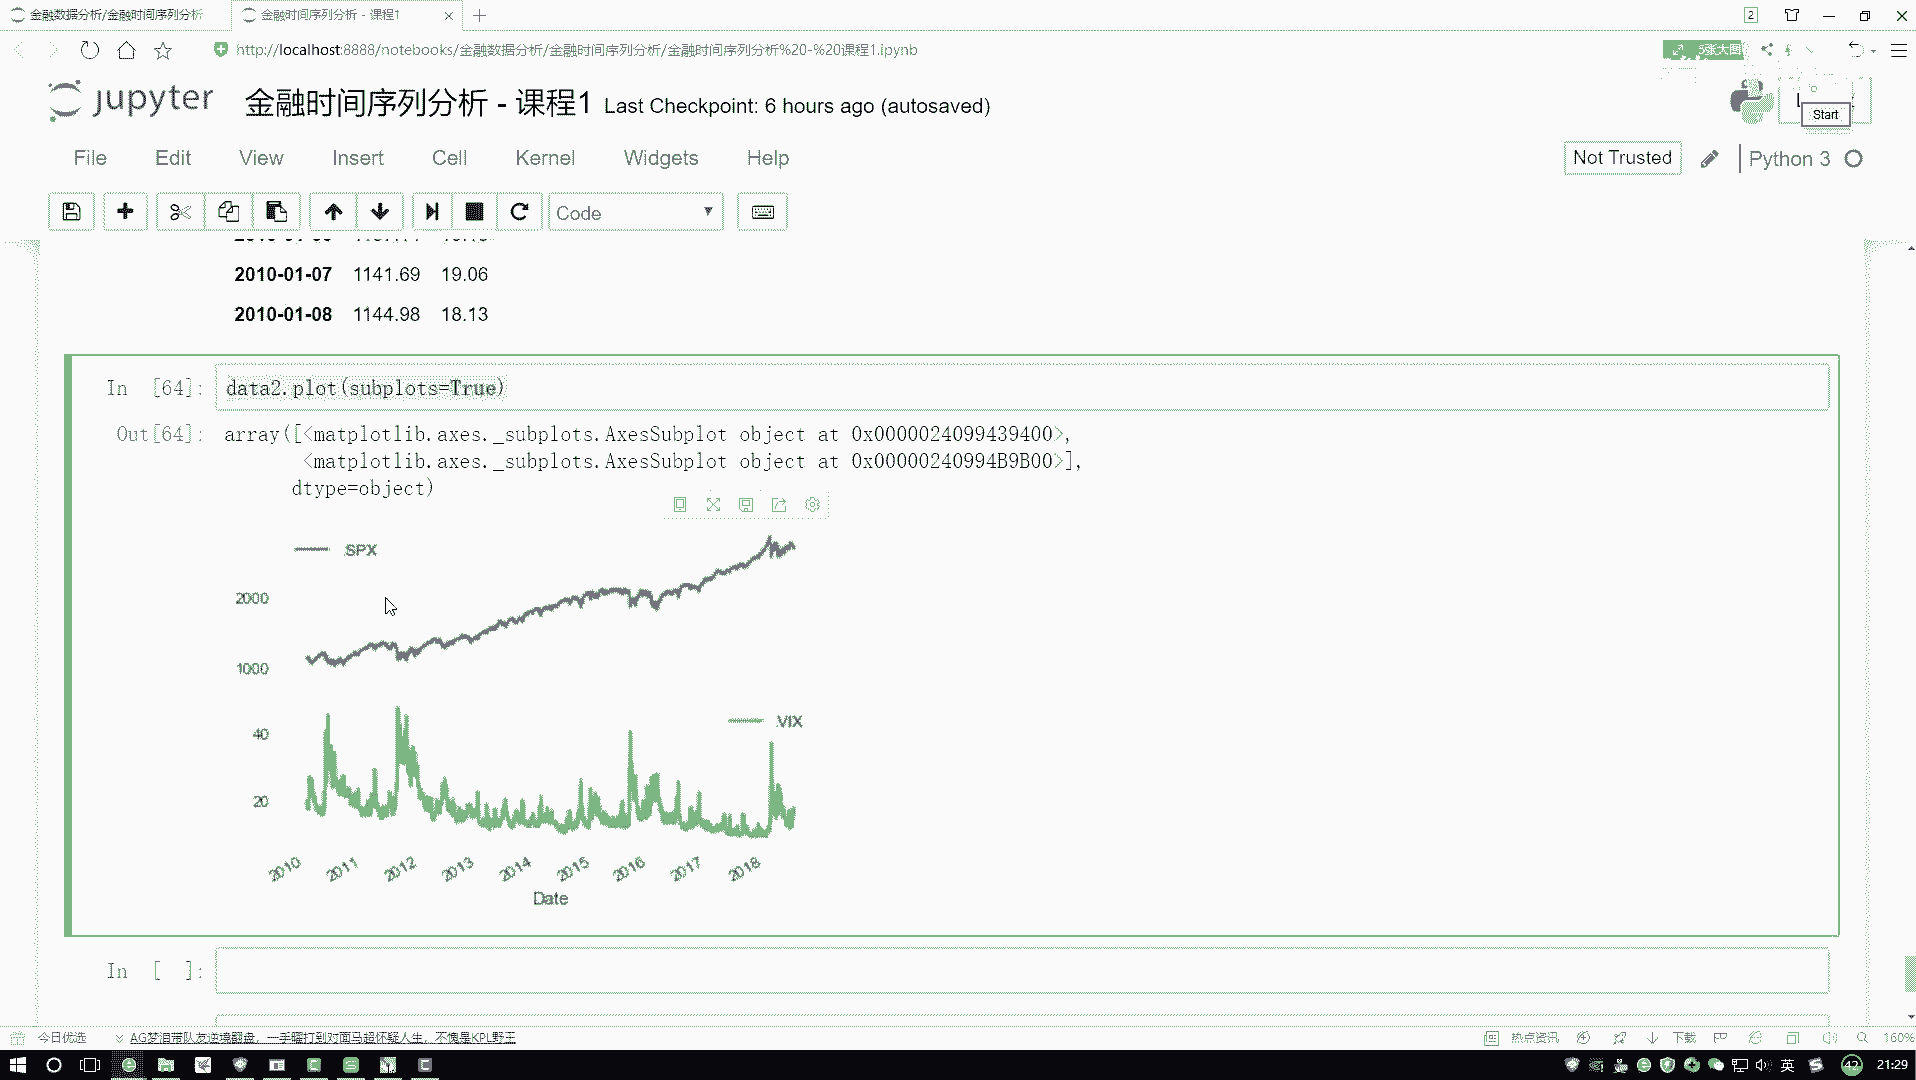 金融数据分析/金融时间序列分析
金融时间序列分析 - 课程1
2
http://localhost:8888/notebooks/金融数据分析/金融时间序列分析/金融时间序列分析%20-%20课程1.ipynb
5张大图
jupyter
金融时间序列分析 - 课程1 Last Checkpoint: 6 hours ago (autosaved)
Start
File Edit View Insert Cell Kernel Widgets Help
Not Trusted
Python 3
Code
2010-01-07 1141.69 19.06
2010-01-08 1144.98 18.13
In [64]: data2.plot(subplots=True)
Out[64]: array([<matplotlib.axes._subplots.AxesSubplot object at 0x0000024099439400>,
<matplotlib.axes._subplots.AxesSubplot object at 0x00000240994B9B00>],
dtype=object)
.SPX
2000
1000
.VIX
40
20
2010 2011 2012 2013 2014 2015 2016 2017 2018
Date
In [ ]:
今日优选
AG梦泪带队友逆境翻盘，一手曜打到对面马超怀疑人生，不愧是KPL野王
热点资讯
下载
160%
英
42
21:29